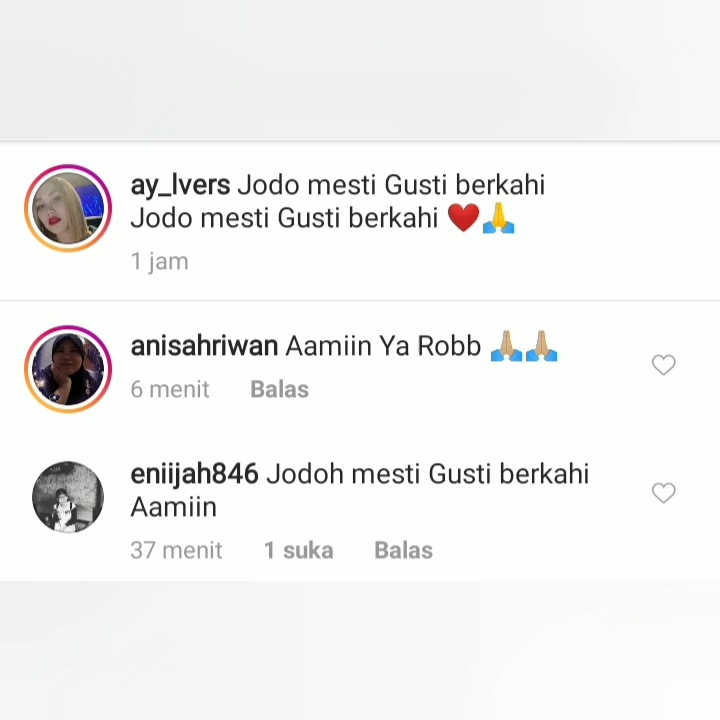 ay_lvers Jodo mesti Gusti berkahi
Jodo mesti Gusti berkahi ❤️🙏
1 jam
anisahriwan Aamiin Ya Robb 🙏🏼🙏🏼
6 menit Balas
eniijah846 Jodoh mesti Gusti berkahi
Aamiin
37 menit 1 suka Balas